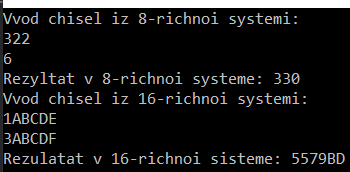 Vvod chisel iz 8-richnoi systemi:
322
6
Rezyltat v 8-richnoi systeme: 330
Vvod chisel iz 16-richnoi systemi:
1ABCDE
3ABCDF
Rezulatat v 16-richnoi sisteme: 5579BD